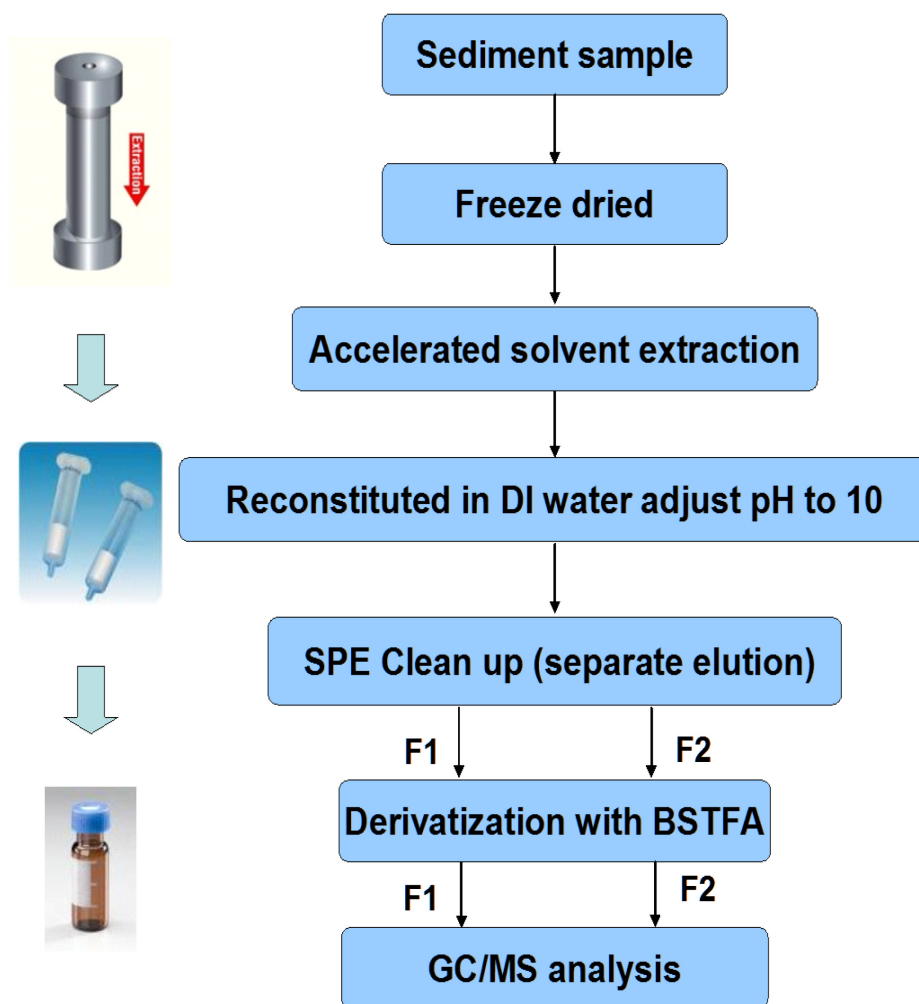 Sediment sample
Extraction
Freeze dried
Accelerated solvent extraction
Reconstituted in DI water adjust pH to 10
SPE Clean up (separate elution)
F1
F2
Derivatization with BSTFA
F1
F2
GC/MS analysis